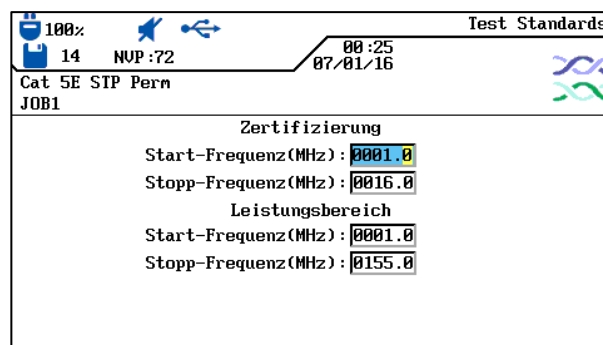 100% Test Standards
14 NVP:72 00:25
07/01/16
Cat 5E STP Perm
JOB1
Zertifizierung
Start-Frequenz(MHz): 0001.0
Stopp-Frequenz(MHz): 0016.0
Leistungsbereich
Start-Frequenz(MHz): 0001.0
Stopp-Frequenz(MHz): 0155.0